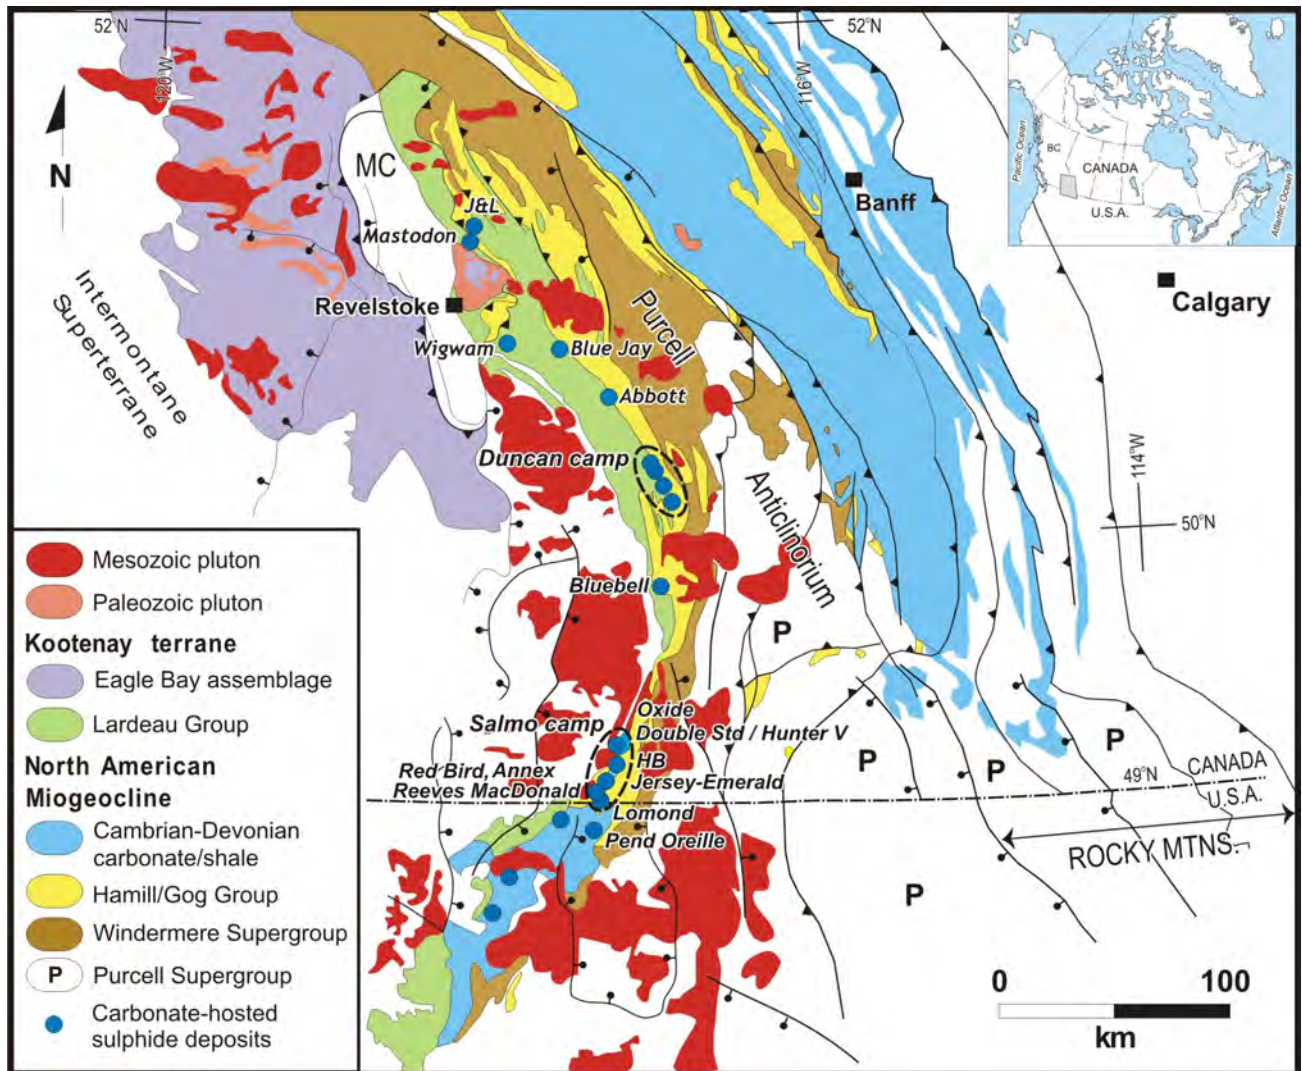 52°N
120°W
52°N
116°W
BC
CANADA
U.S.A.
Pacific Ocean
Atlantic Ocean
N
MC
J&L
Mastodon
Banff
Calgary
Intermontane
Superterrane
Revelstoke
Purcell
Anticlinorium
Wigwam
Blue Jay
Abbott
114°W
50°N
Duncan camp
Bluebell
P
Salmo camp
Oxide
Double Std / Hunter V
HB
Red Bird, Annex
Reeves MacDonald
Jersey-Emerald
Lomond
Pend Oreille
P
P
P
49°N
CANADA
U.S.A.
ROCKY MTNS.
P
Mesozoic pluton
Paleozoic pluton
Kootenay terrane
Eagle Bay assemblage
Lardeau Group
North American
Miogeocline
Cambrian-Devonian
carbonate/shale
Hamill/Gog Group
Windermere Supergroup
P Purcell Supergroup
Carbonate-hosted
sulphide deposits
0 100
km